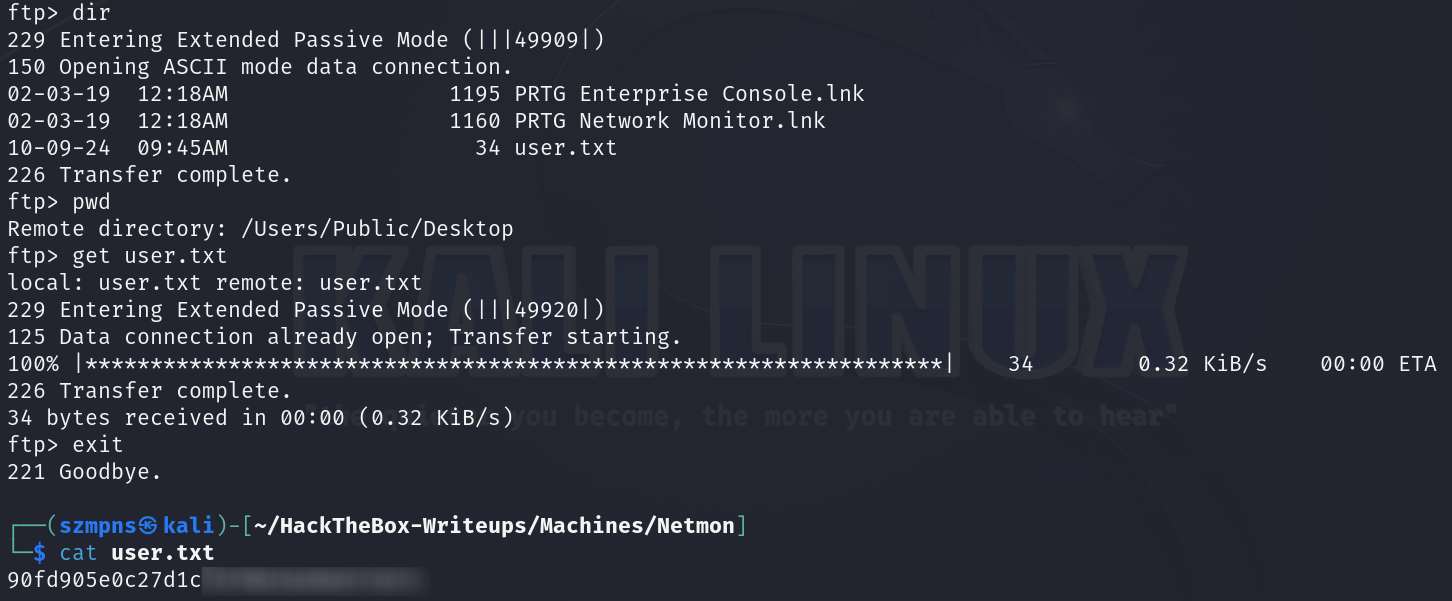 ftp> dir
229 Entering Extended Passive Mode (|||49909|)
150 Opening ASCII mode data connection.
02-03-19  12:18AM                 1195 PRTG Enterprise Console.lnk
02-03-19  12:18AM                 1160 PRTG Network Monitor.lnk
10-09-24  09:45AM                   34 user.txt
226 Transfer complete.
ftp> pwd
Remote directory: /Users/Public/Desktop
ftp> get user.txt
local: user.txt remote: user.txt
229 Entering Extended Passive Mode (|||49920|)
125 Data connection already open; Transfer starting.
100% |******************************************************************|    34        0.32 KiB/s    00:00 ETA
226 Transfer complete.
34 bytes received in 00:00 (0.32 KiB/s)
ftp> exit
221 Goodbye.
┌──(szmpns㉿kali)-[~/HackTheBox-Writeups/Machines/Netmon]
└─$ cat user.txt
90fd905e0c27d1c
KALI LINUX
you become, the more you are able to hear"